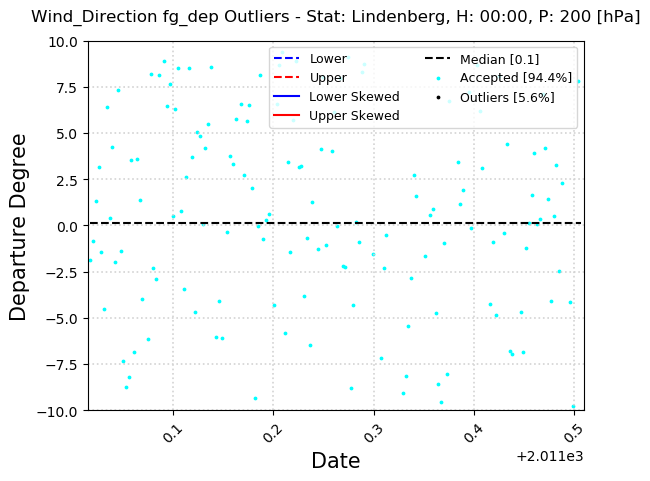 Wind_Direction fg_dep Outliers - Stat: Lindenberg, H: 00:00, P: 200 [hPa]
Departure Degree
10.0
7.5
5.0
2.5
0.0
−2.5
−5.0
−7.5
−10.0
Lower
Upper
Lower Skewed
Upper Skewed
Median [0.1]
Accepted [94.4%]
Outliers [5.6%]
0.1
0.2
0.3
0.4
0.5
+2.011e3
Date